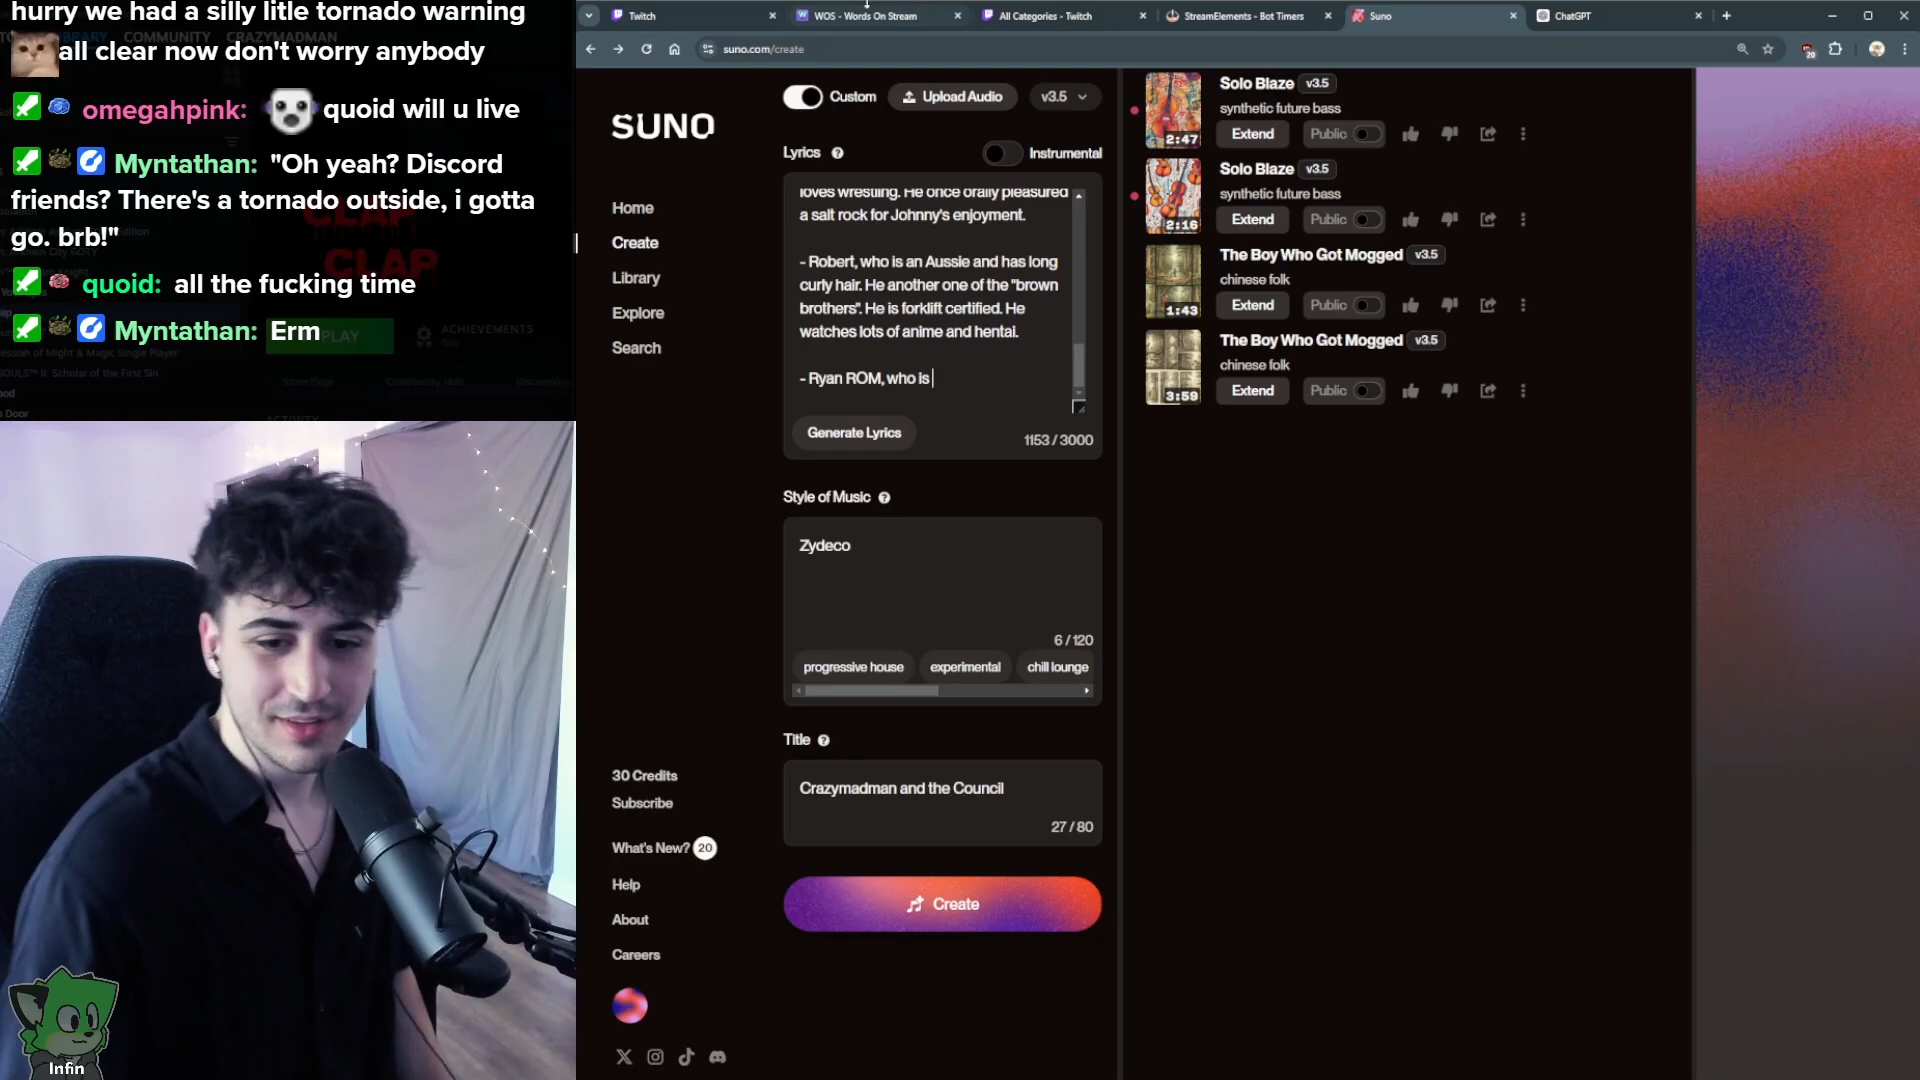 hurry we had a silly litle tornado warning
all clear now don't worry anybody
omegahpink: quoid will u live
Myntathan: "Oh yeah? Discord
friends? There's a tornado outside, i gotta
go. brb!"
quoid: all the fucking time
Myntathan: Erm
COMMUNITY
CRAZYMADMAN
CLAP
CLAP
PLAY
ACHIEVEMENTS
Store Page
Infin
Twitch
WOS - Words On Stream
All Categories - Twitch
StreamElements - Bot Timers
Suno
ChatGPT
suno.com/create
20
SUNO
Home
Create
Library
Explore
Search
30 Credits
Subscribe
What's New? 20
Help
About
Careers
Custom
Upload Audio
v3.5
Lyrics
Instrumental
loves wrestling. He once orally pleasured
a salt rock for Johnny's enjoyment.
- Robert, who is an Aussie and has long
curly hair. He another one of the "brown
brothers". He is forklift certified. He
watches lots of anime and hentai.
- Ryan ROM, who is
Generate Lyrics
1153 / 3000
Style of Music
Zydeco
6 / 120
progressive house
experimental
chill lounge
Title
Crazymadman and the Council
27 / 80
Create
Solo Blaze v3.5
synthetic future bass
2:47
Extend
Public
Solo Blaze v3.5
synthetic future bass
2:16
Extend
Public
The Boy Who Got Mogged v3.5
chinese folk
1:43
Extend
Public
The Boy Who Got Mogged v3.5
chinese folk
3:59
Extend
Public